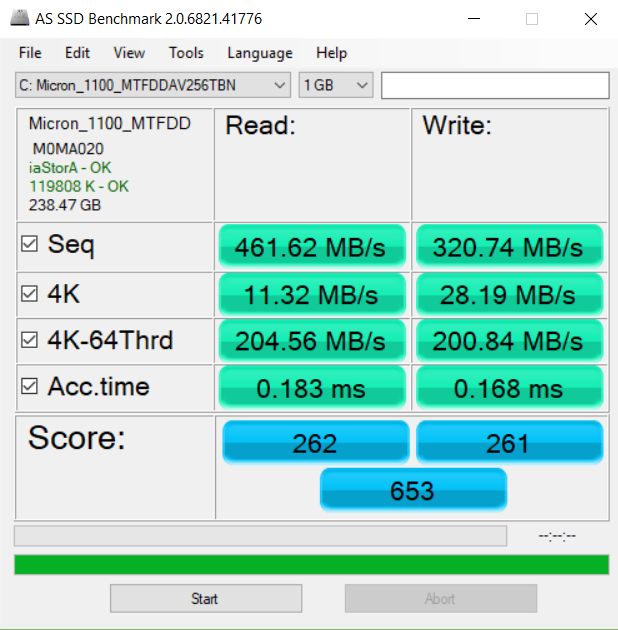 AS SSD Benchmark 2.0.6821.41776
File Edit View Tools Language Help
C: Micron_1100_MTFDDAV256TBN 1 GB
Micron_1100_MTFDD Read: Write:
M0MA020
iaStorA - OK
119808 K - OK
238.47 GB
Seq 461.62 MB/s 320.74 MB/s
4K 11.32 MB/s 28.19 MB/s
4K-64Thrd 204.56 MB/s 200.84 MB/s
Acc.time 0.183 ms 0.168 ms
Score: 262 261
653
--:--:--
Start Abort